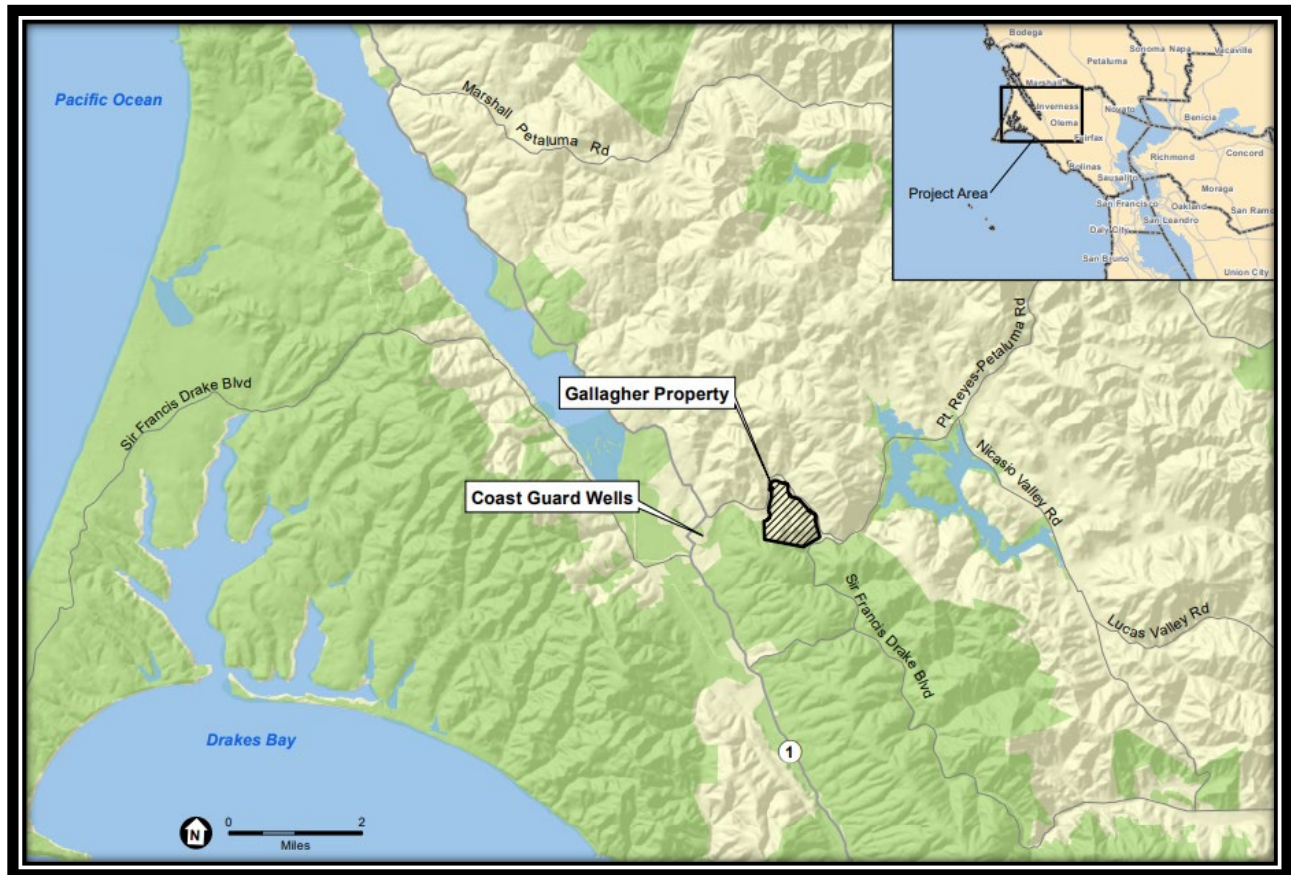 Pacific Ocean
Marshall Petaluma Rd
Sir Francis Drake Blvd
Gallagher Property
Coast Guard Wells
Pt. Reyes-Petaluma Rd
Nicasio Valley Rd
Lucas Valley Rd
Sir Francis Drake Blvd
Drakes Bay
1
N
0 2
Miles
Bodega
Sonoma Napa
Vacaville
Petaluma
Marshall
Inverness
Novato
Olema
Benicia
Fairfax
Bolinas
Richmond
Concord
Sausalito
Project Area
Moraga
San Francisco
Oakland
San Ramo
San Leandro
Daly City
San Bruno
Union City